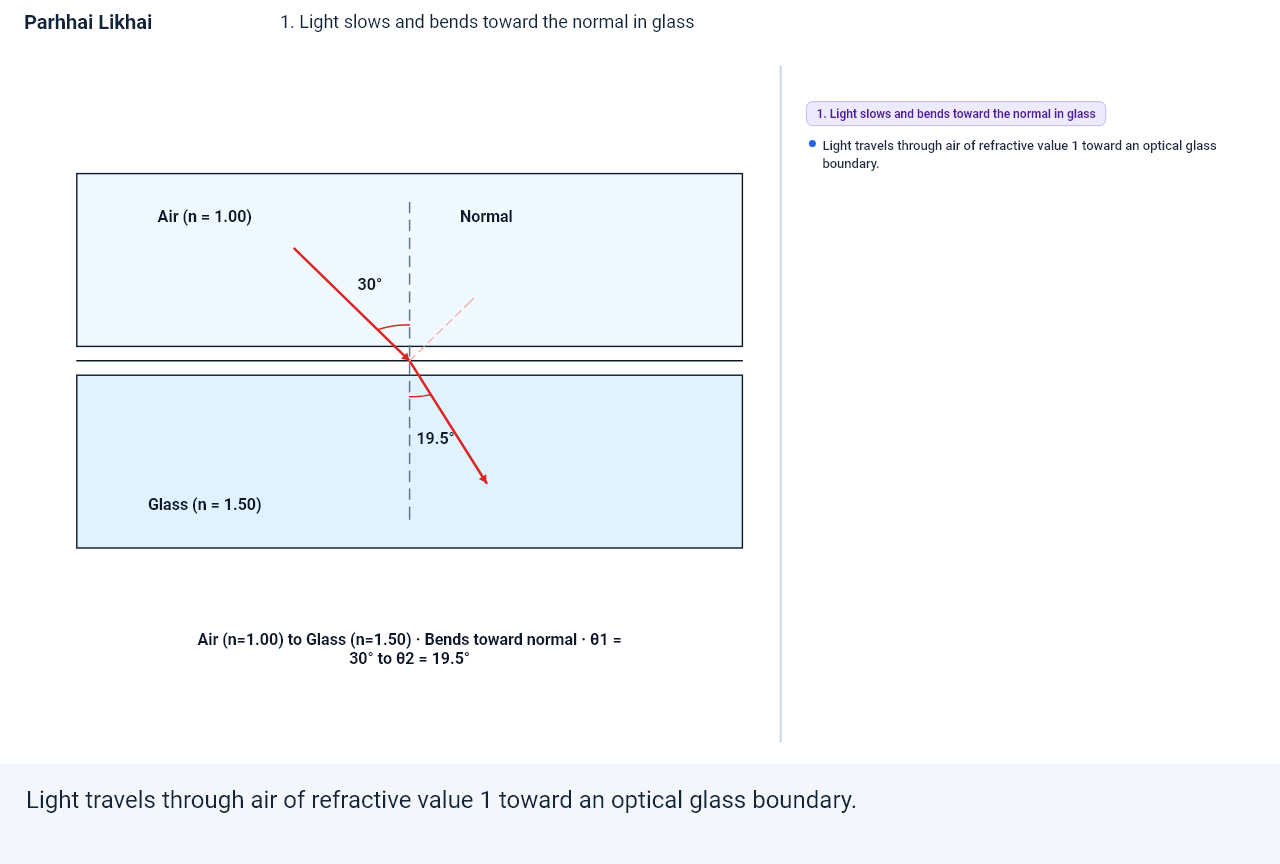 Parhhai Likhai
1. Light slows and bends toward the normal in glass
1. Light slows and bends toward the normal in glass
Light travels through air of refractive value 1 toward an optical glass
boundary.
Air (n = 1.00)
Normal
30°
19.5°
Glass (n = 1.50)
Air (n=1.00) to Glass (n=1.50) · Bends toward normal · θ1 =
30° to θ2 = 19.5°
Light travels through air of refractive value 1 toward an optical glass boundary.